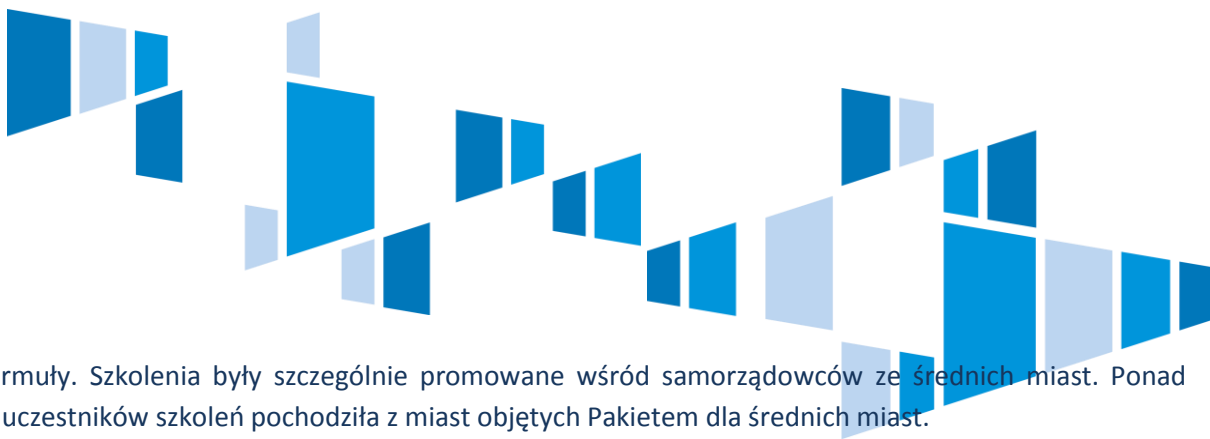 rmuły. Szkolenia były szczególnie promowane wśród samorządowców ze średnich miast. Ponad
uczestników szkoleń pochodziła z miast objętych Pakietem dla średnich miast.